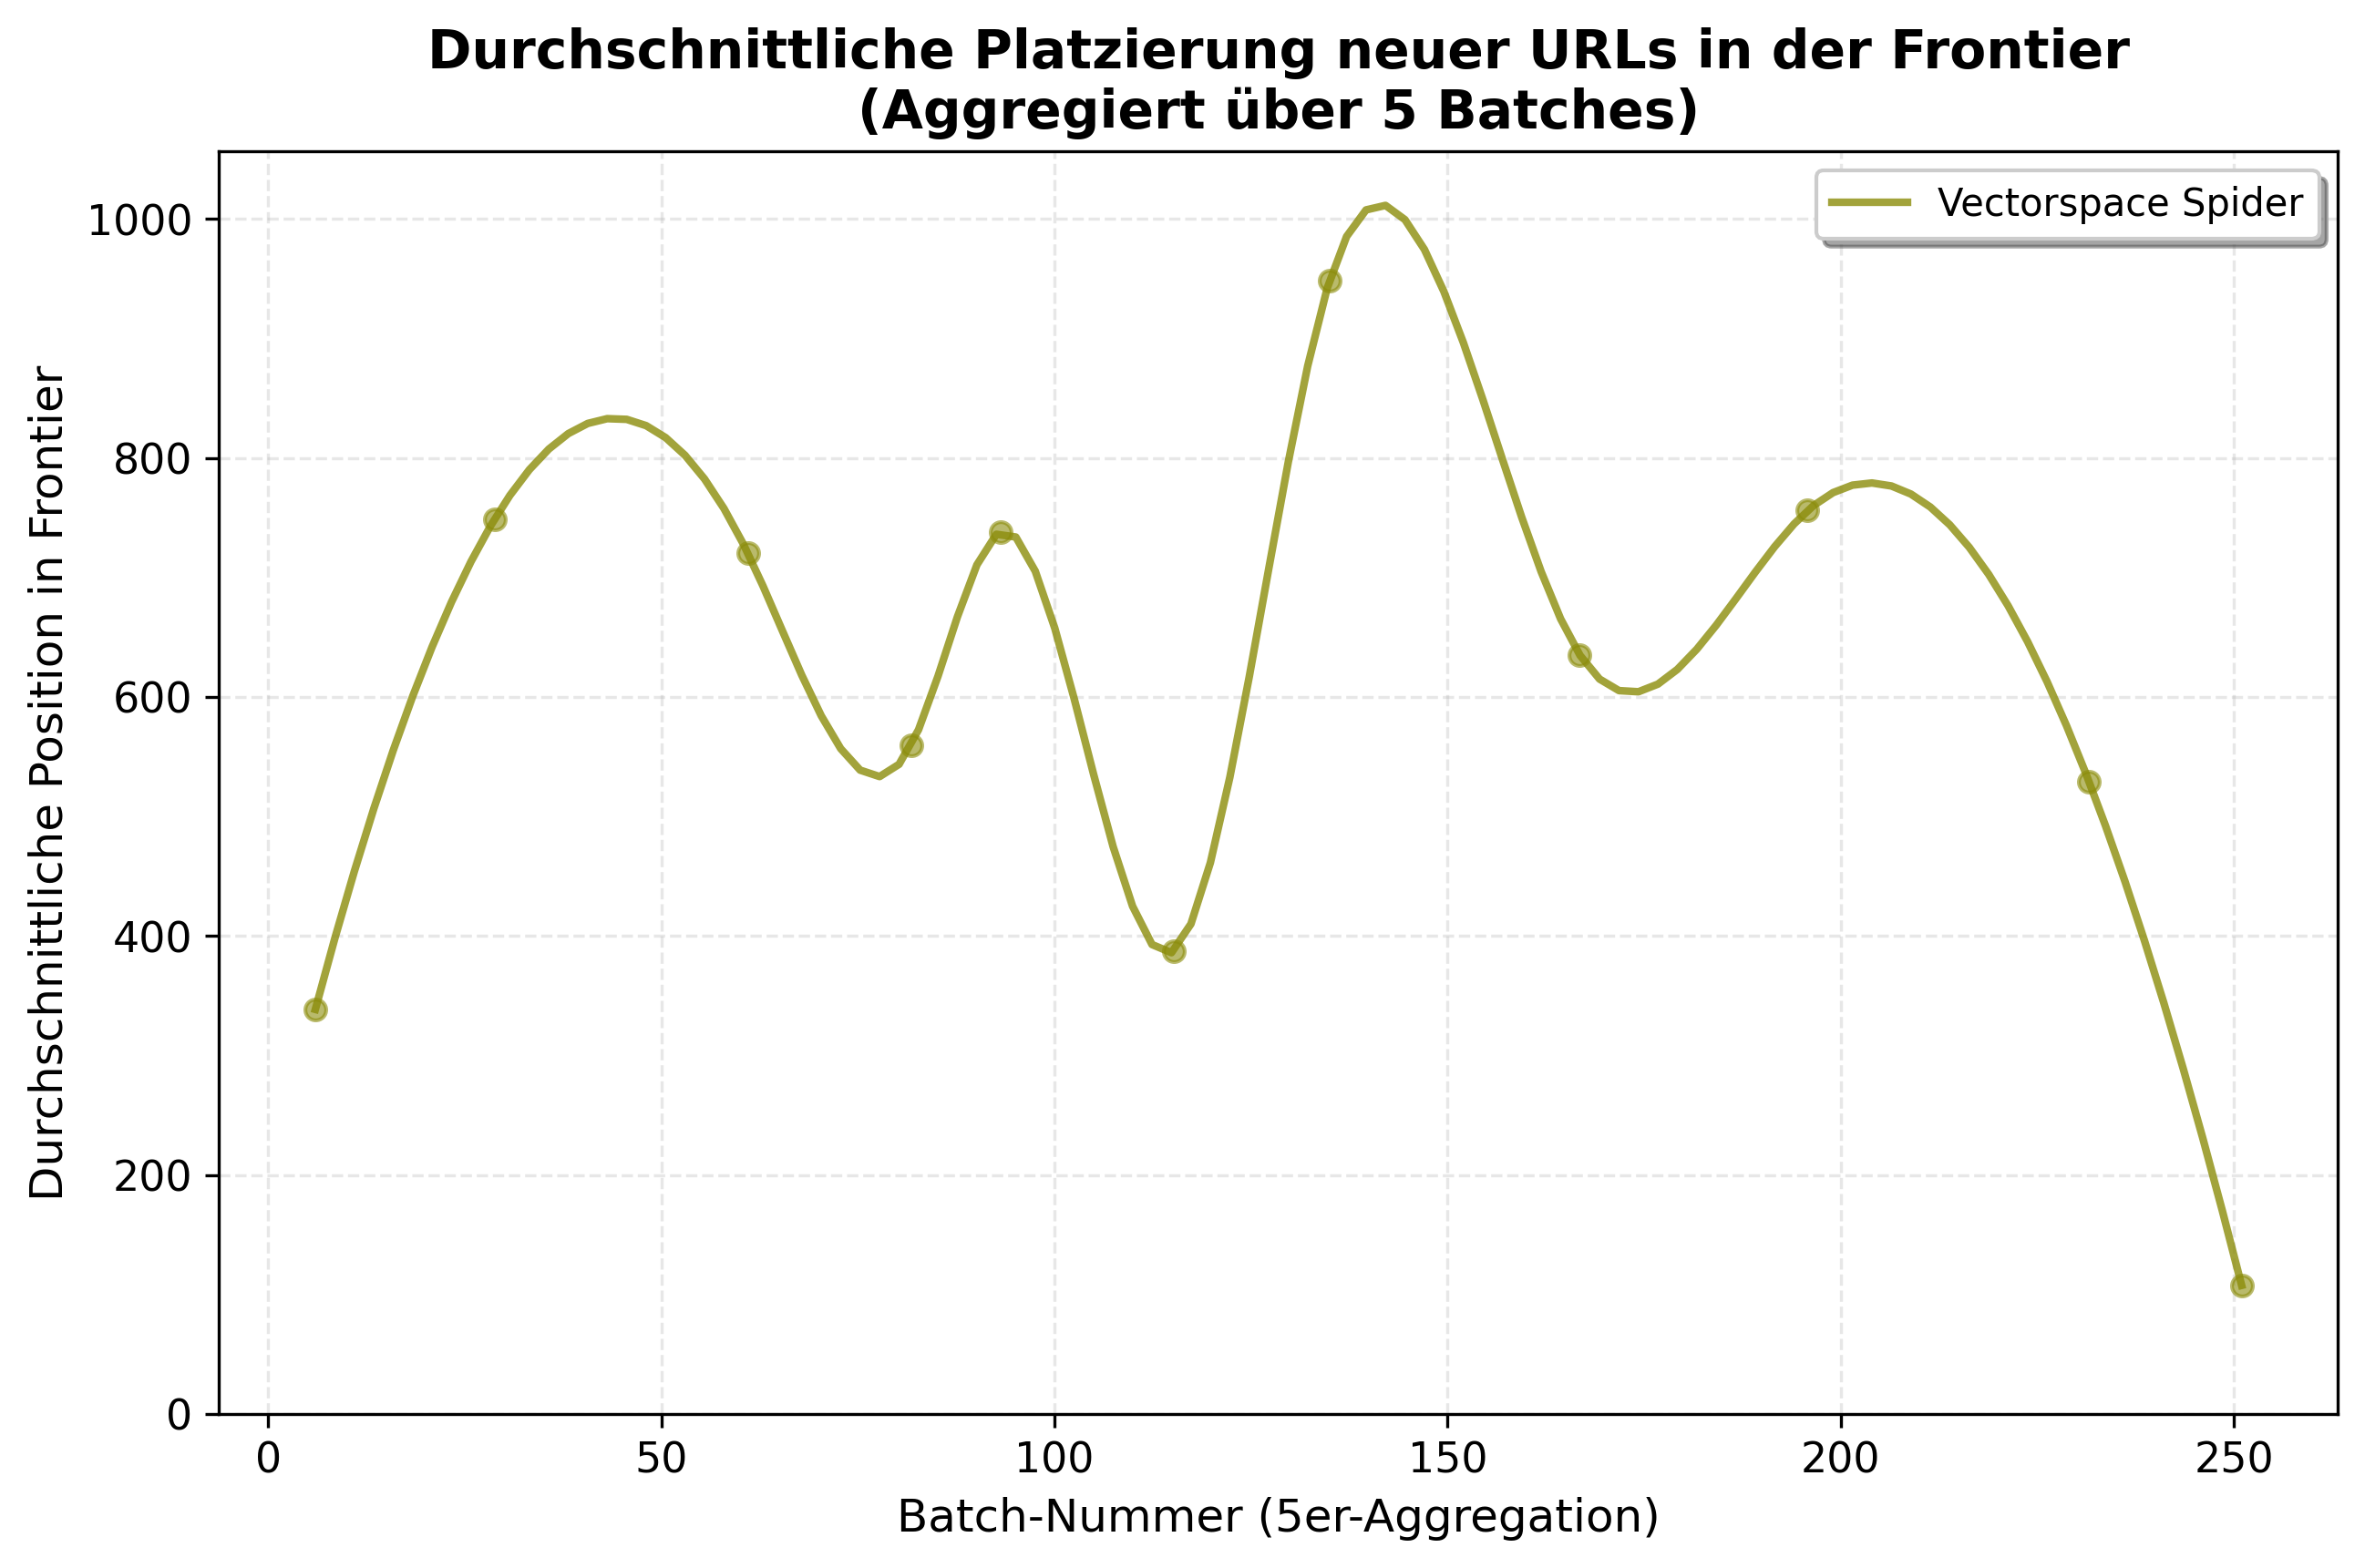 Durchschnittliche Platzierung neuer URLs in der Frontier
(Aggregiert über 5 Batches)
Vectorspace Spider
Durchschnittliche Position in Frontier
1000
800
600
400
200
0
0 50 100 150 200 250
Batch-Nummer (5er-Aggregation)